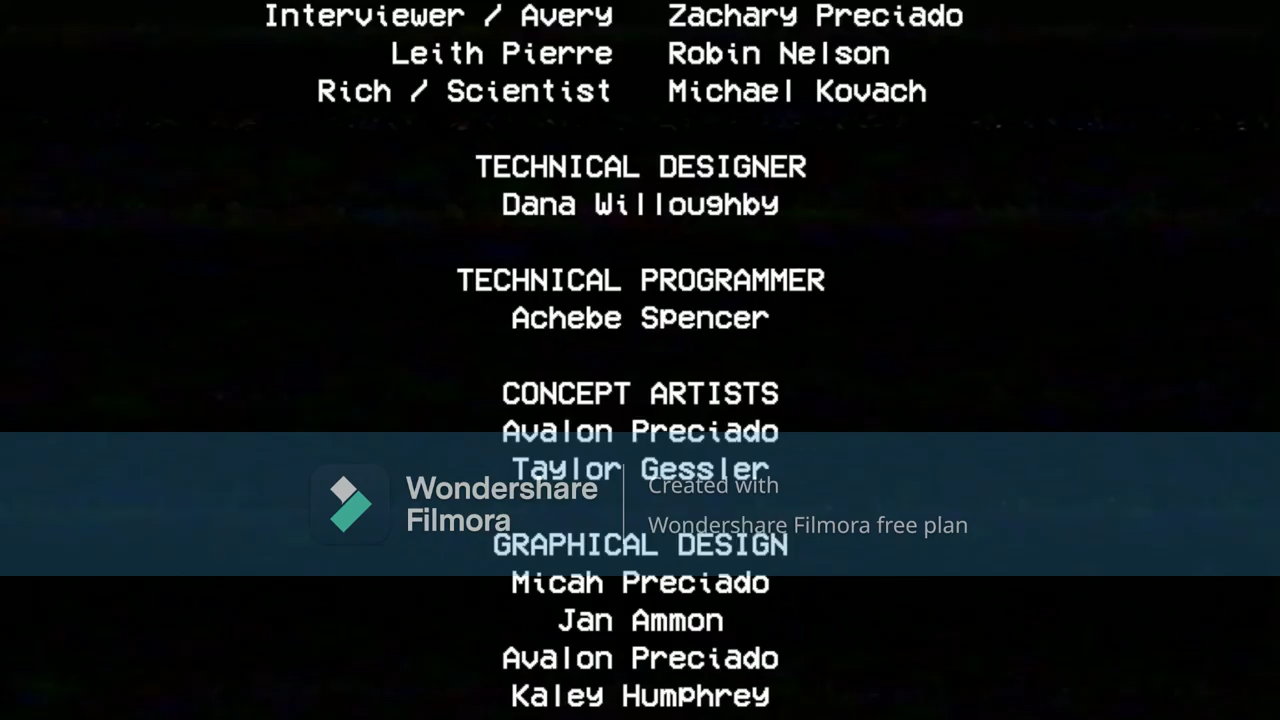 Interviewer / Avery Zachary Preciado
Leith Pierre Robin Nelson
Rich / Scientist Michael Kovach
TECHNICAL DESIGNER
Dana Willoughby
TECHNICAL PROGRAMMER
Achebe Spencer
CONCEPT ARTISTS
Avalon Preciado
Taylor Gessler
Wondershare
Filmora
Created with
Wondershare Filmora free plan
GRAPHICAL DESIGN
Micah Preciado
Jan Ammon
Avalon Preciado
Kaley Humphrey